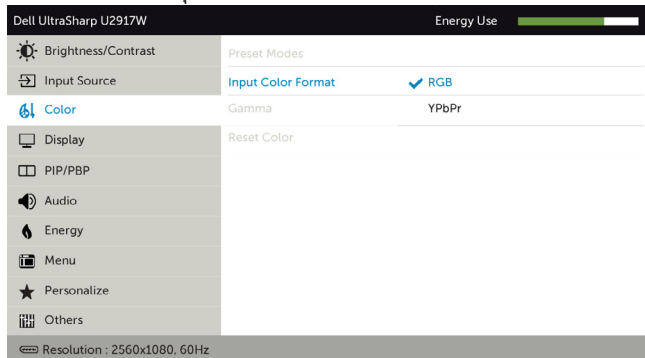 Dell UltraSharp U2917W Energy Use
Brightness/Contrast Preset Modes
Input Source Input Color Format RGB
Color Gamma YPbPr
Display Reset Color
PIP/PBP
Audio
Energy
Menu
Personalize
Others
Resolution : 2560x1080, 60Hz